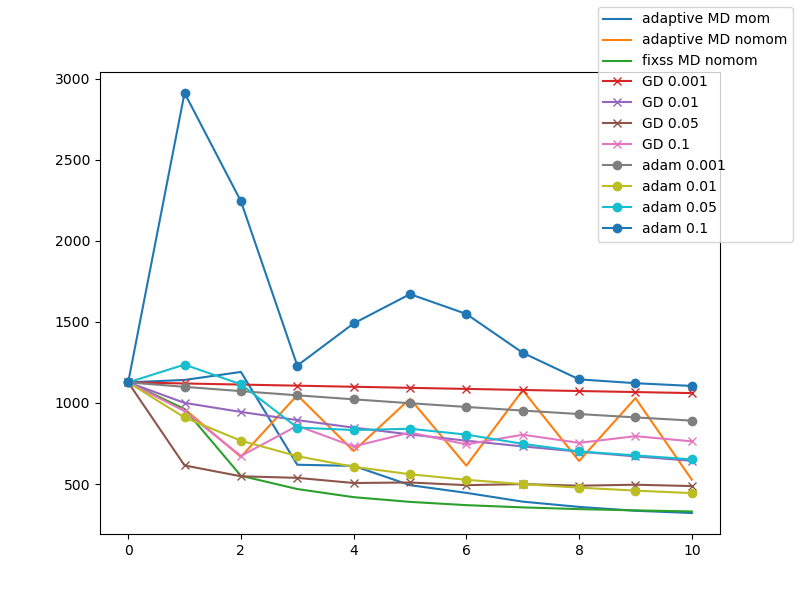 adaptive MD mom
adaptive MD nomom
fixss MD nomom
GD 0.001
GD 0.01
GD 0.05
GD 0.1
adam 0.001
adam 0.01
adam 0.05
adam 0.1
3000
2500
2000
1500
1000
500
0 2 4 6 8 10